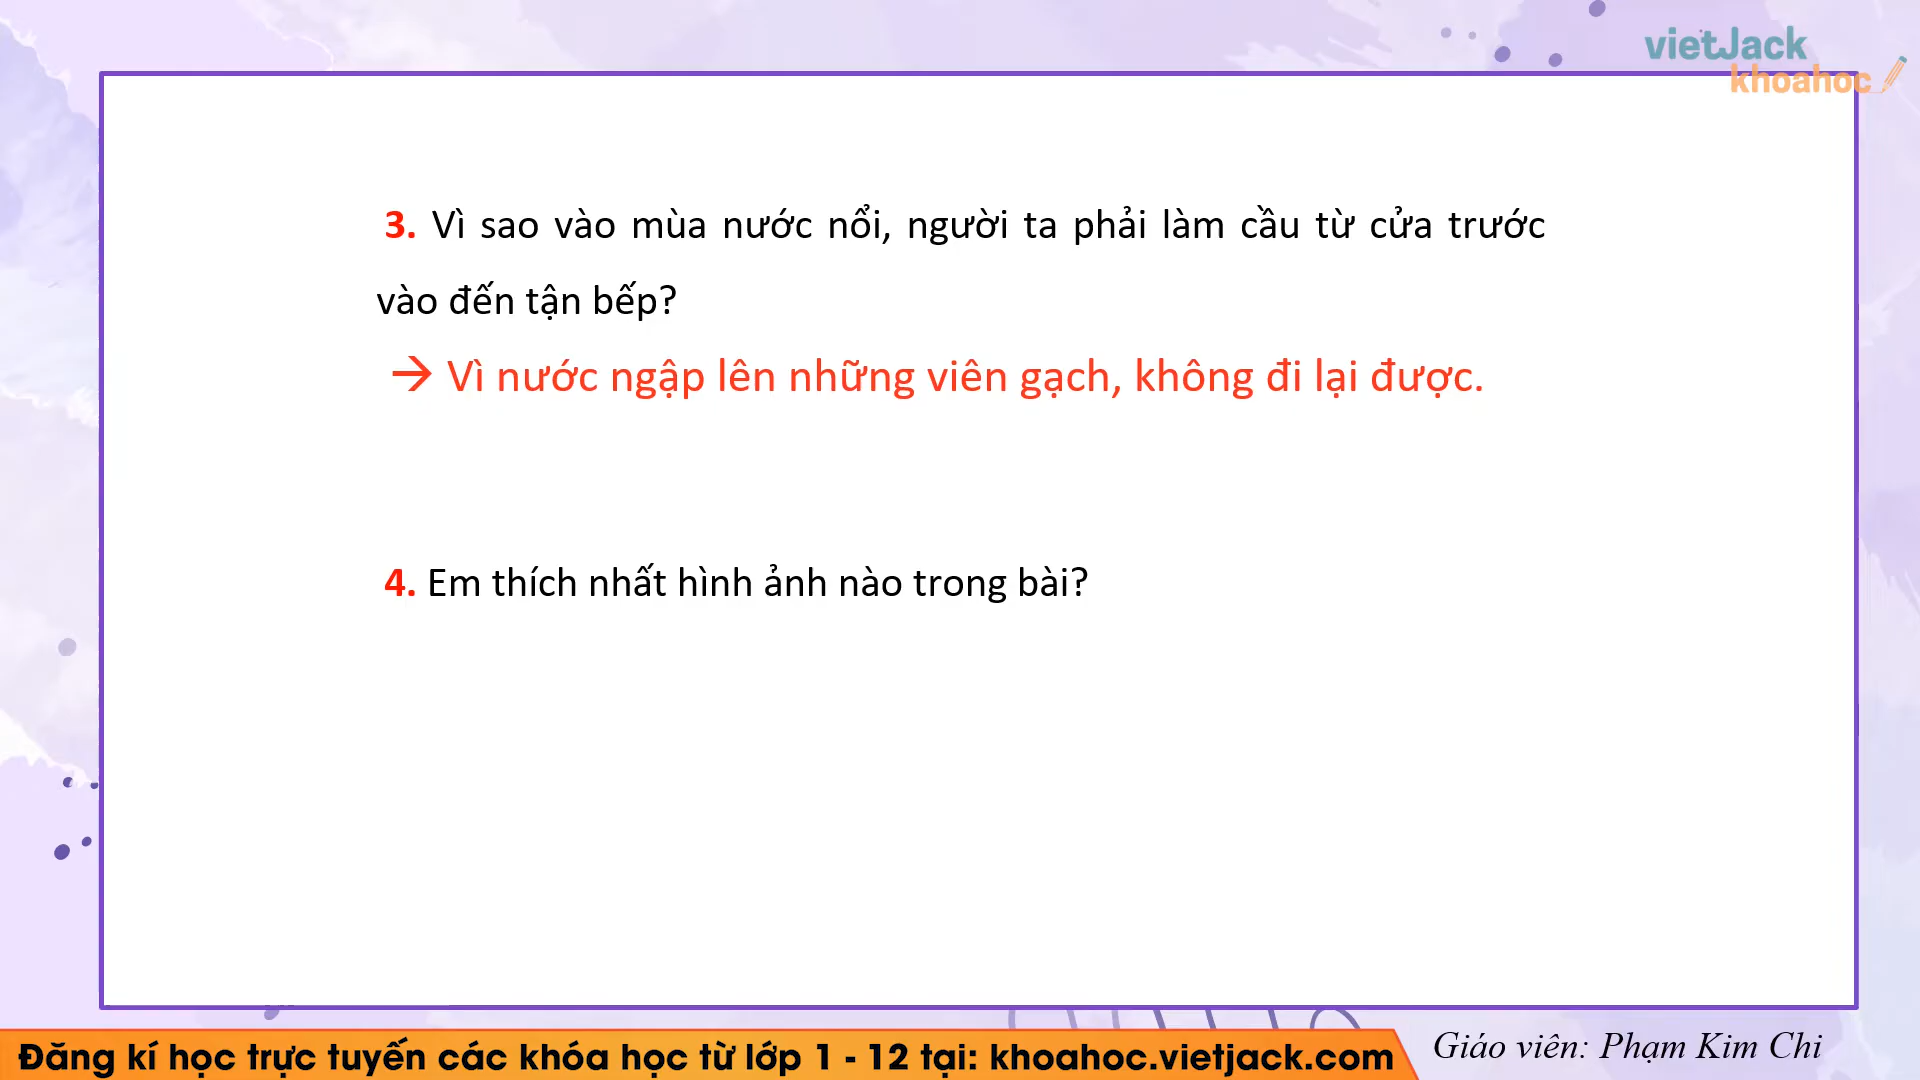 vietJack
khoahoc
3. Vì sao vào mùa nước nổi, người ta phải làm cầu từ cửa trước
vào đến tận bếp?
→ Vì nước ngập lên những viên gạch, không đi lại được.
4. Em thích nhất hình ảnh nào trong bài?
Đăng kí học trực tuyến các khóa học từ lớp 1 - 12 tại: khoahoc.vietjack.com
Giáo viên: Phạm Kim Chi